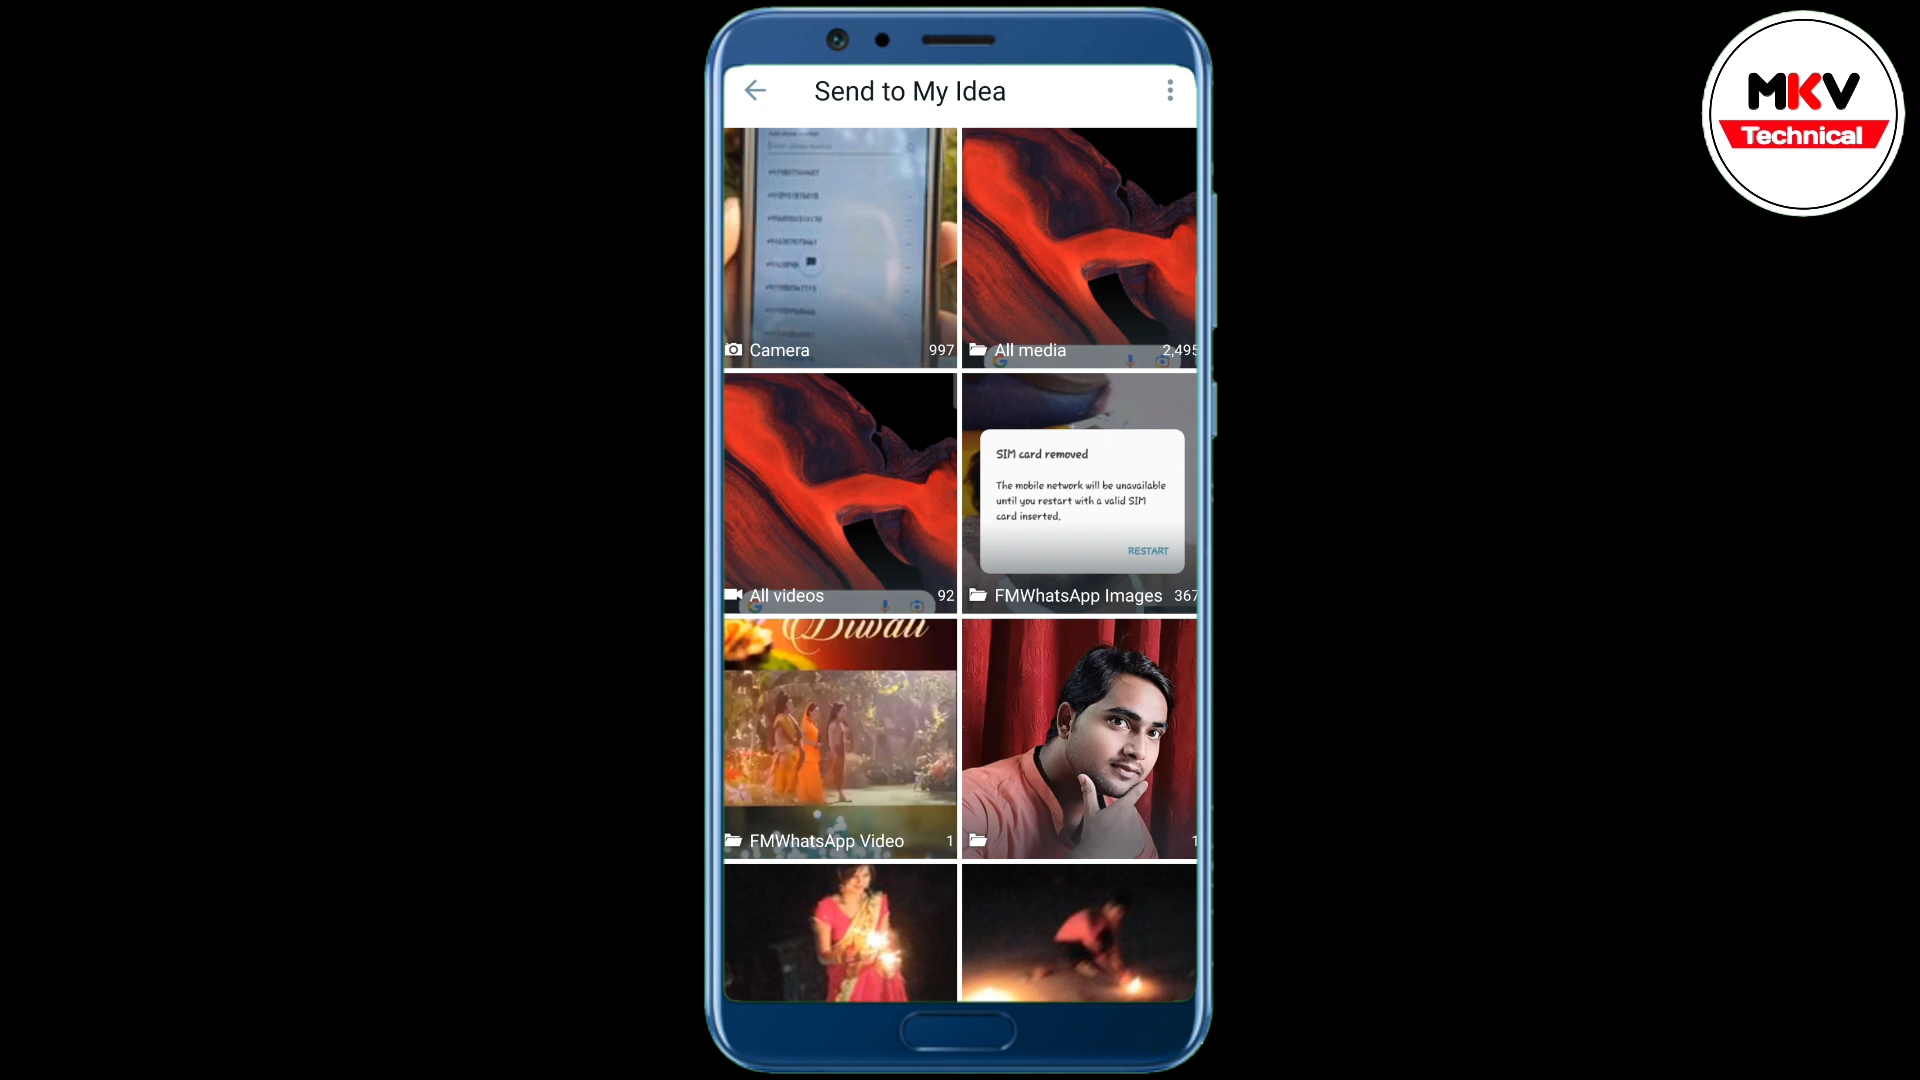 Send to My Idea
MKV
Technical
Camera 997
All media 2,495
SIM card removed
The mobile network will be unavailable
until you restart with a valid SIM
card inserted.
RESTART
All videos 92
FMWhatsApp Images 367
Diwali
FMWhatsApp Video 1
1